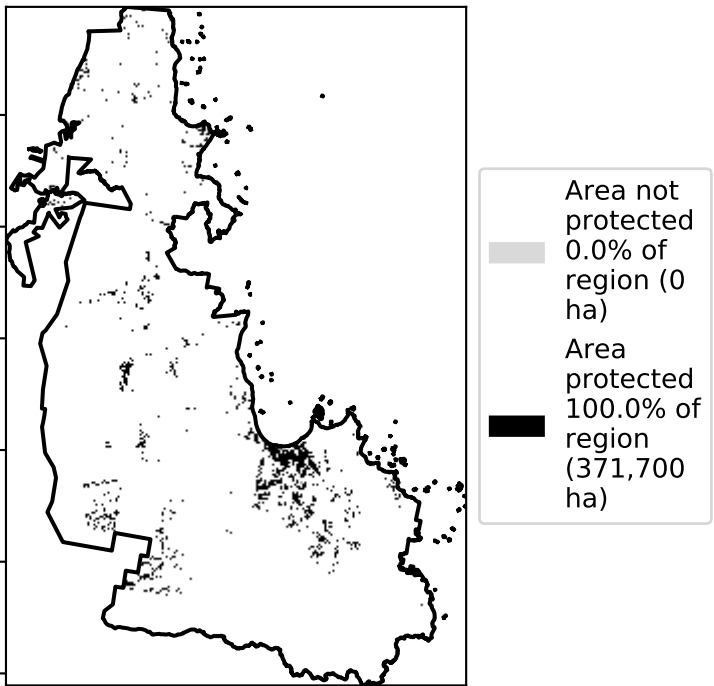 Area not
protected
0.0% of
region (0
ha)
Area
protected
100.0% of
region
(371,700
ha)